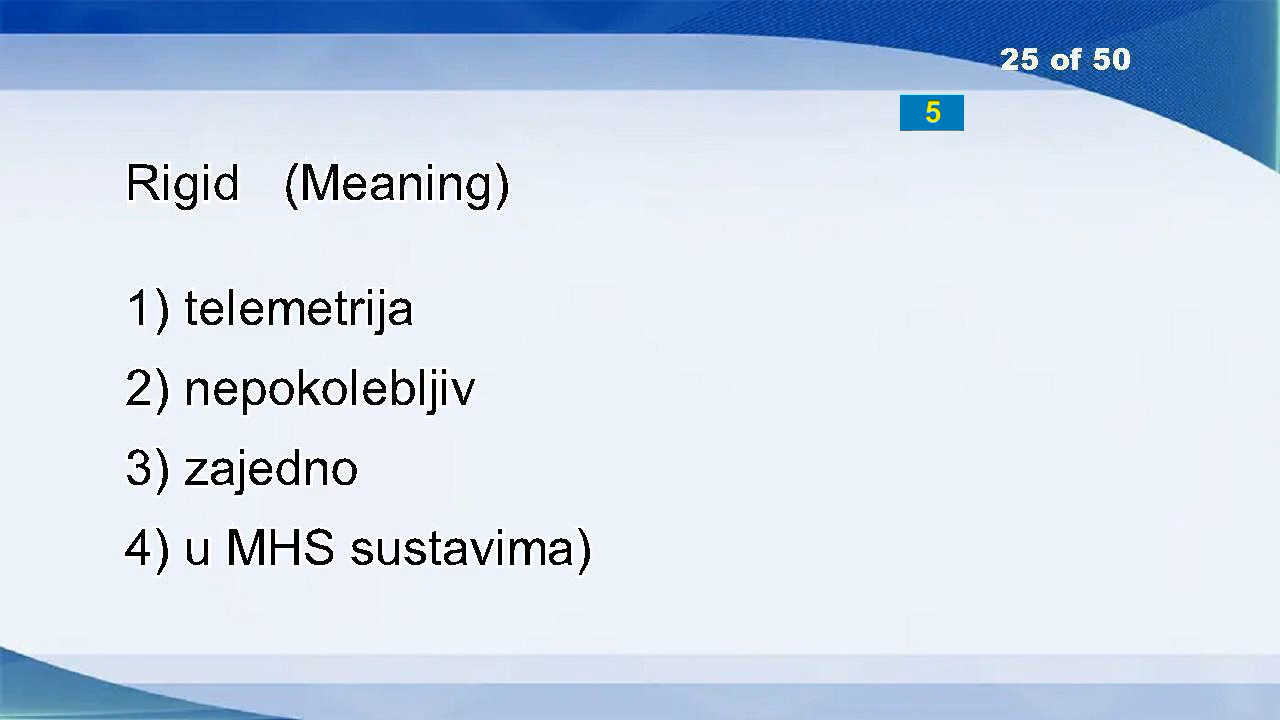 25 of 50
5
Rigid (Meaning)
1) telemetrija
2) nepokolebljiv
3) zajedno
4) u MHS sustavima)